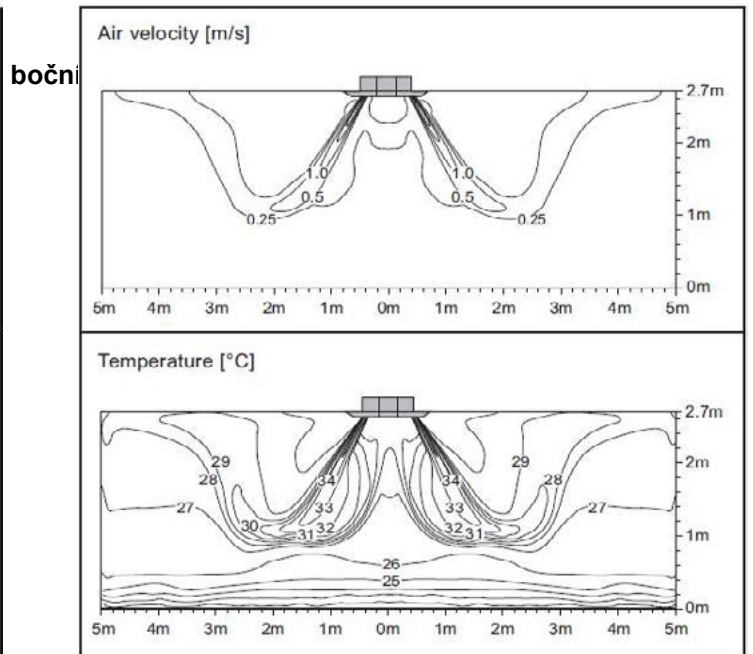 boční
Air velocity [m/s]
2.7m
2m
1.0 1.0
0.5 0.5
0.25 0.25 1m
0m
5m 4m 3m 2m 1m 0m 1m 2m 3m 4m 5m
Temperature [°C]
2.7m
29 29 2m
28 34 34 28
27 33 33 27
30 31 32 32 31 1m
26
25
0m
5m 4m 3m 2m 1m 0m 1m 2m 3m 4m 5m